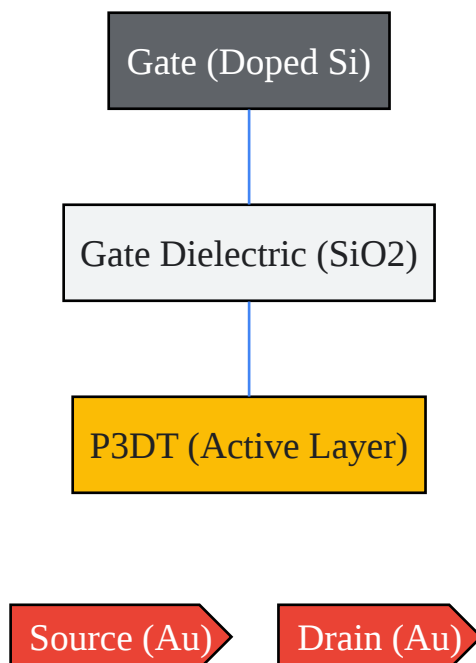 Gate (Doped Si)
Gate Dielectric (SiO2)
P3DT (Active Layer)
Source (Au)
Drain (Au)